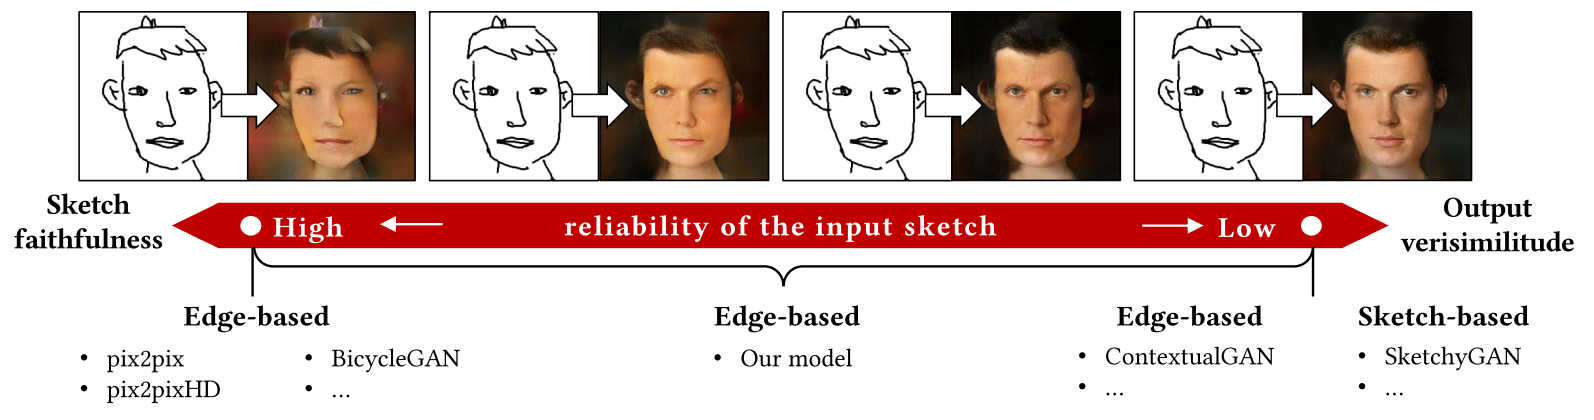 Sketch
faithfulness
High
reliability of the input sketch
Low
Output
verisimilitude
Edge-based
• pix2pix
• pix2pixHD
• BicycleGAN
• ...
Edge-based
• Our model
Edge-based
• ContextualGAN
• ...
Sketch-based
• SketchyGAN
• ...